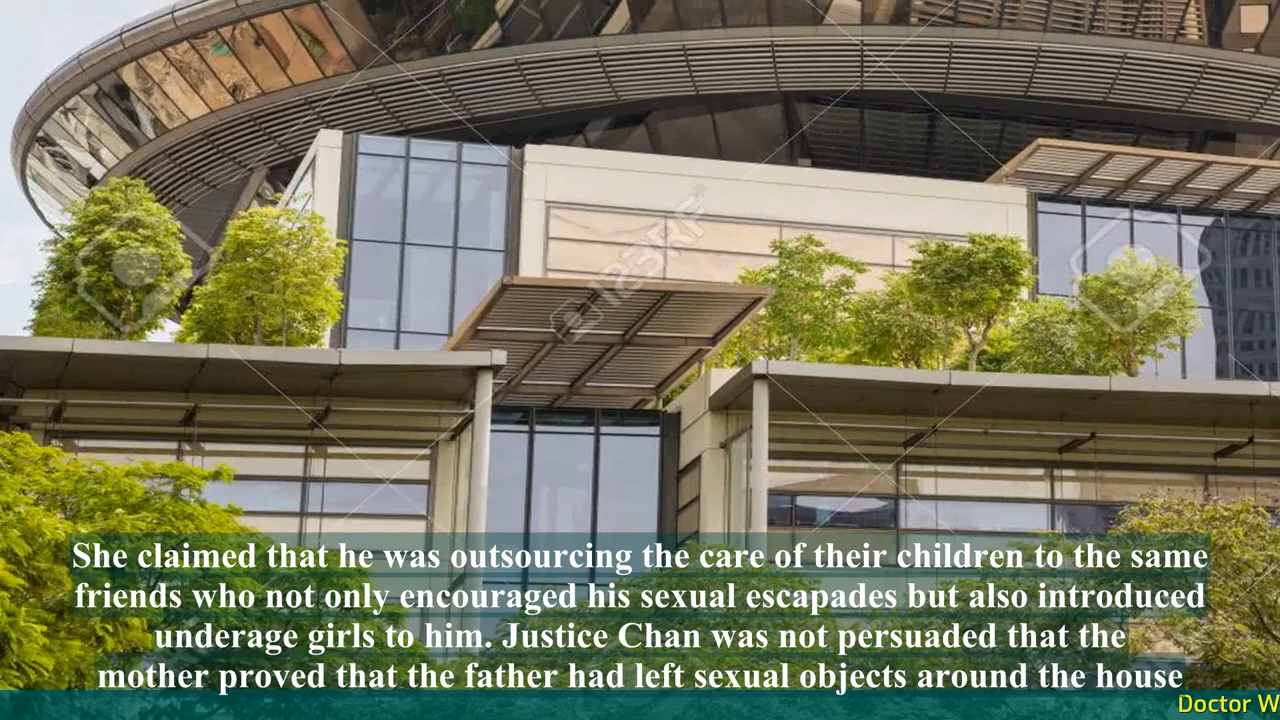 123RF
She claimed that he was outsourcing the care of their children to the same
friends who not only encouraged his sexual escapades but also introduced
underage girls to him. Justice Chan was not persuaded that the
mother proved that the father had left sexual objects around the house
Doctor W